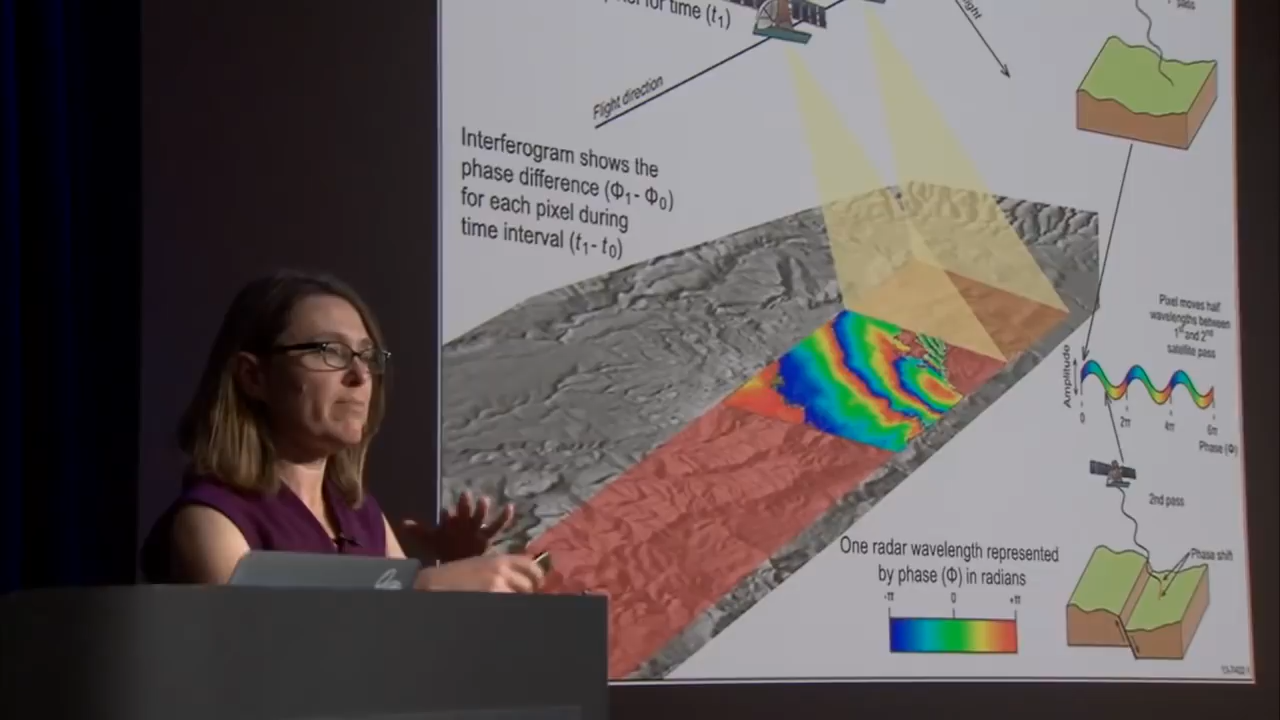 for time (t₁)
Flight direction
Interferogram shows the
phase difference (Φ₁- Φ₀)
for each pixel during
time interval (t₁- t₀)
pass
Pixel moves half
wavelengths between
1st and 2nd
satellite pass
Amplitude
0 2π 4π 6π
Phase (Φ)
2nd pass
Phase shift
One radar wavelength represented
by phase (Φ) in radians
-π 0 +π